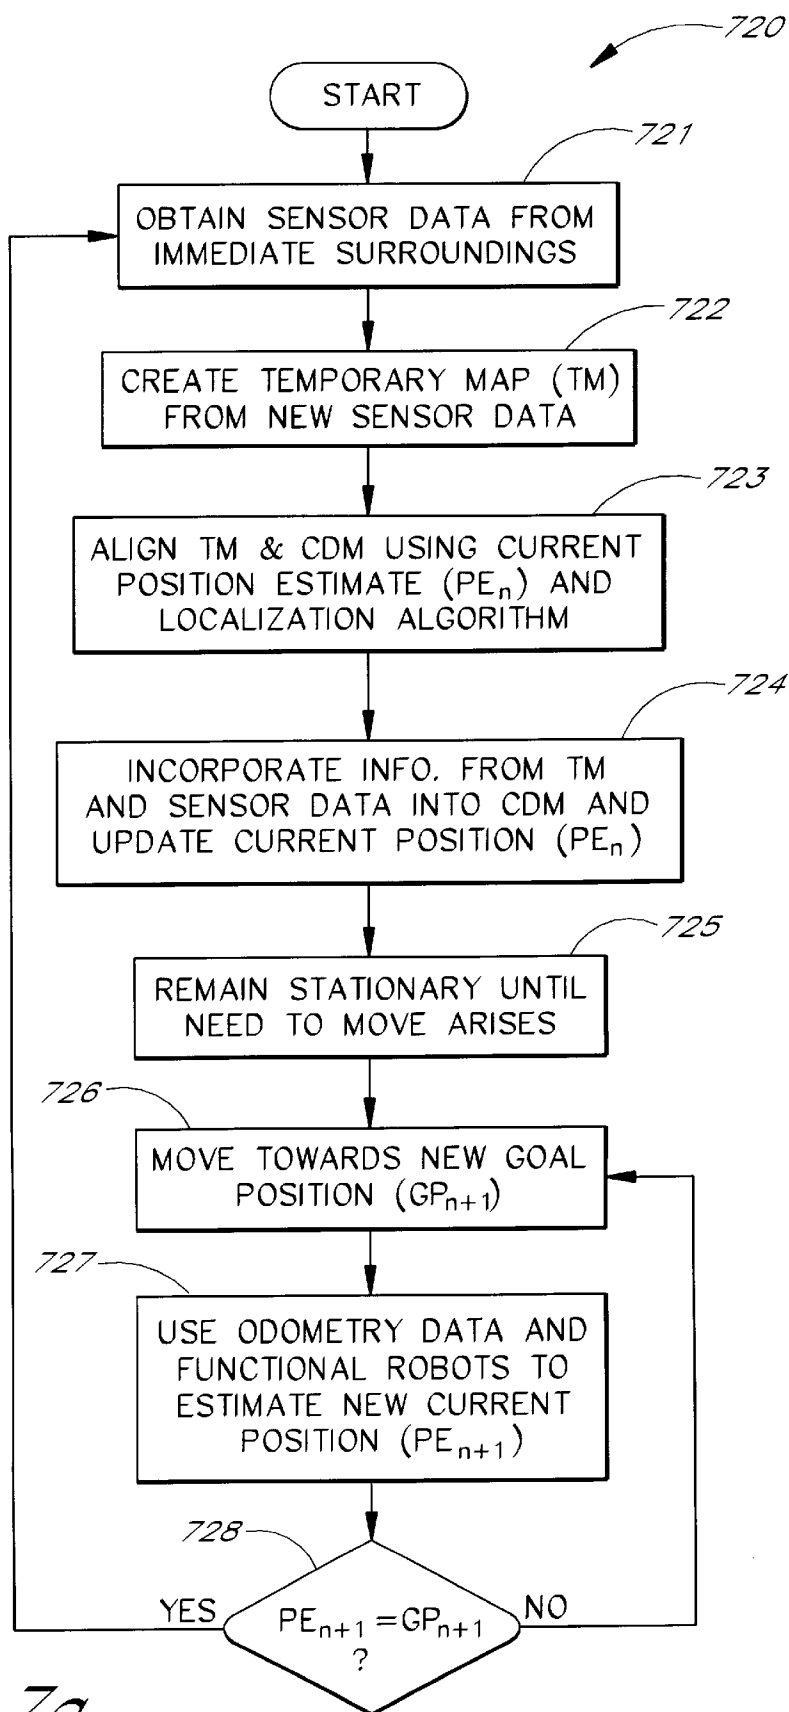 720
START
721
OBTAIN SENSOR DATA FROM
IMMEDIATE SURROUNDINGS
722
CREATE TEMPORARY MAP (TM)
FROM NEW SENSOR DATA
723
ALIGN TM & CDM USING CURRENT
POSITION ESTIMATE (PEn) AND
LOCALIZATION ALGORITHM
724
INCORPORATE INFO. FROM TM
AND SENSOR DATA INTO CDM AND
UPDATE CURRENT POSITION (PEn)
725
REMAIN STATIONARY UNTIL
NEED TO MOVE ARISES
726
MOVE TOWARDS NEW GOAL
POSITION (GPn+1)
727
USE ODOMETRY DATA AND
FUNCTIONAL ROBOTS TO
ESTIMATE NEW CURRENT
POSITION (PEn+1)
728
YES
PEn+1=GPn+1
?
NO